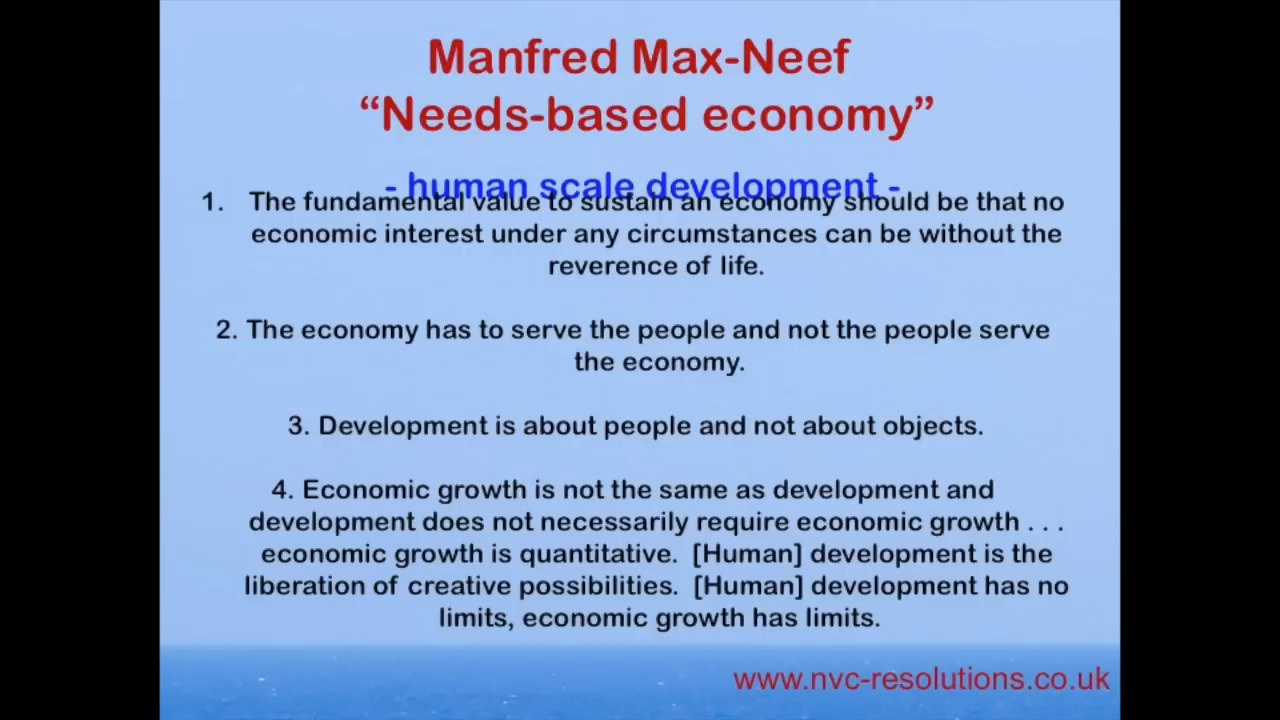 Manfred Max-Neef
“Needs-based economy”
- human scale development -
1. The fundamental value to sustain an economy should be that no
economic interest under any circumstances can be without the
reverence of life.
2. The economy has to serve the people and not the people serve
the economy.
3. Development is about people and not about objects.
4. Economic growth is not the same as development and
development does not necessarily require economic growth . . .
economic growth is quantitative. [Human] development is the
liberation of creative possibilities. [Human] development has no
limits, economic growth has limits.
www.nvc-resolutions.co.uk